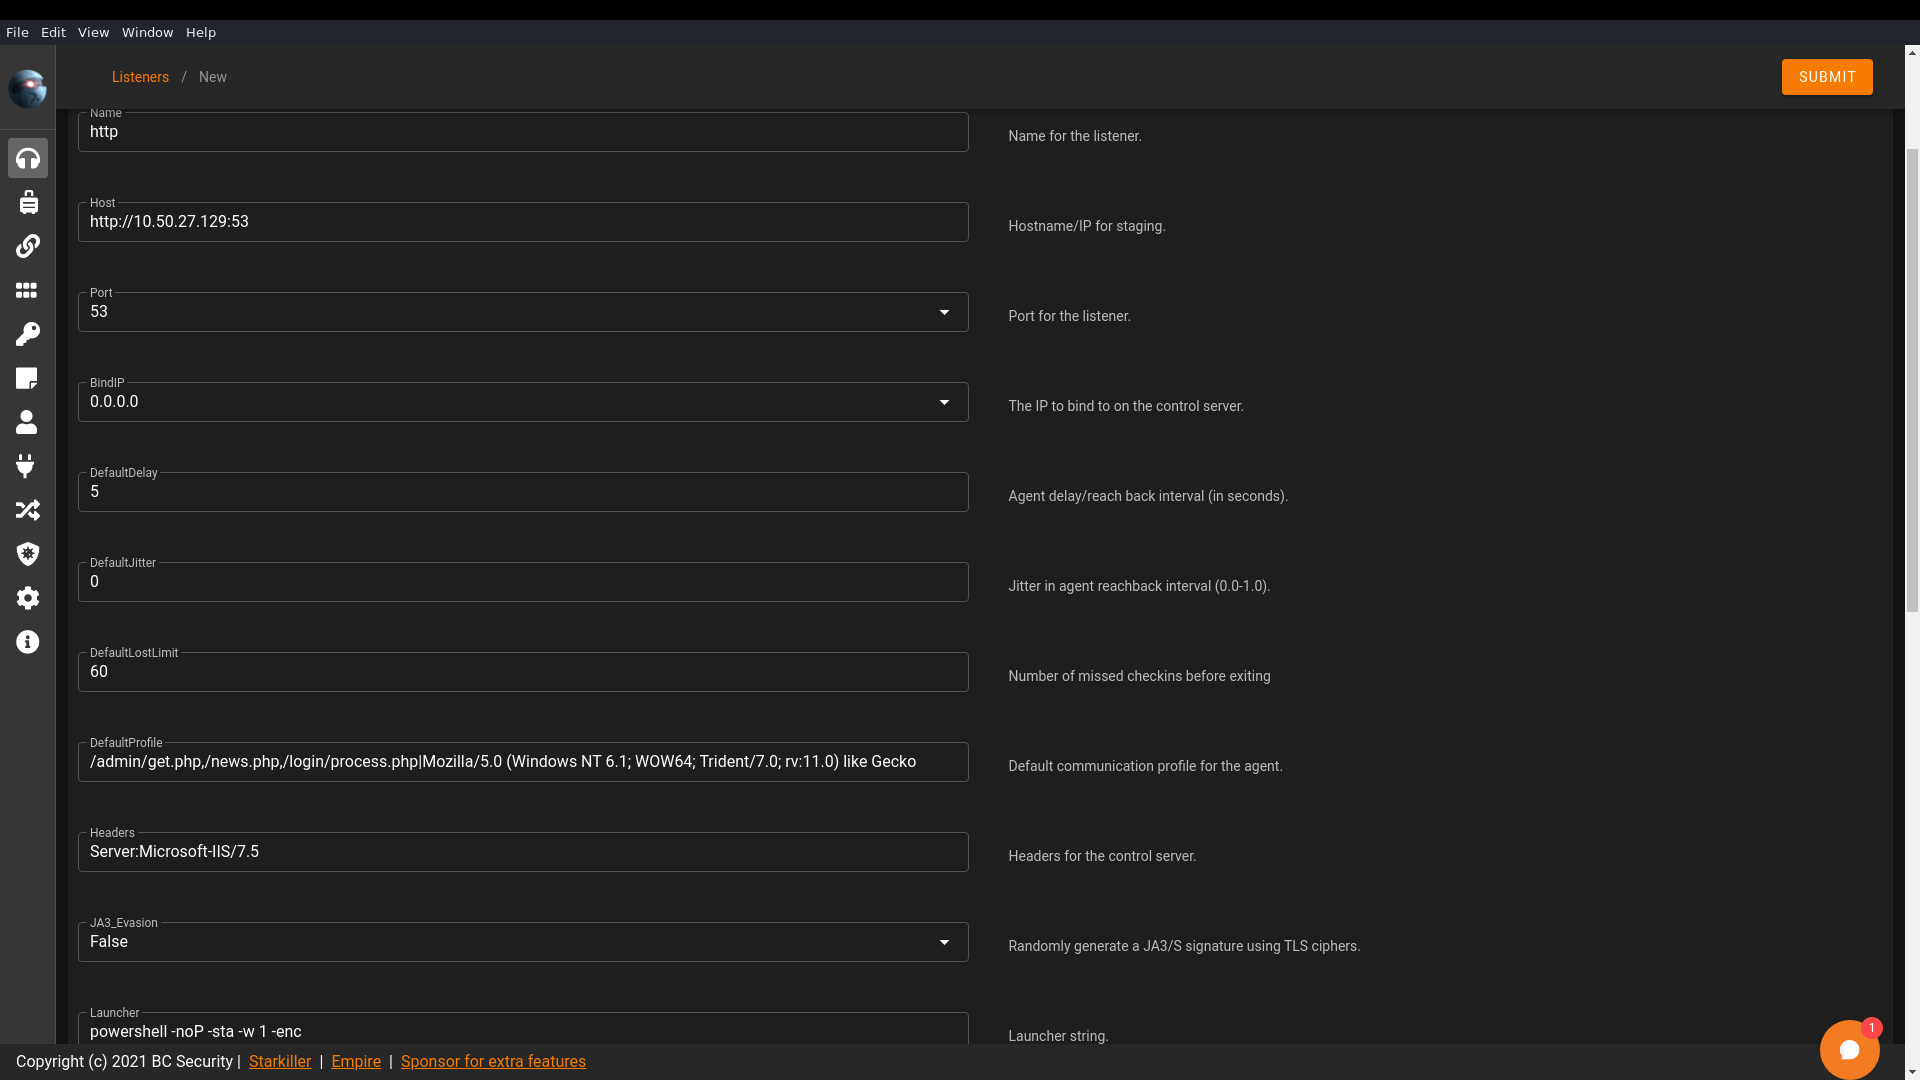 File Edit View Window Help
Listeners / New
SUBMIT
Name
http
Name for the listener.
Host
http://10.50.27.129:53
Hostname/IP for staging.
Port
53
Port for the listener.
BindIP
0.0.0.0
The IP to bind to on the control server.
DefaultDelay
5
Agent delay/reach back interval (in seconds).
DefaultJitter
0
Jitter in agent reachback interval (0.0-1.0).
DefaultLostLimit
60
Number of missed checkins before exiting
DefaultProfile
/admin/get.php,/news.php,/login/process.php|Mozilla/5.0 (Windows NT 6.1; WOW64; Trident/7.0; rv:11.0) like Gecko
Default communication profile for the agent.
Headers
Server:Microsoft-IIS/7.5
Headers for the control server.
JA3_Evasion
False
Randomly generate a JA3/S signature using TLS ciphers.
Launcher
powershell -noP -sta -w 1 -enc
Launcher string.
1
Copyright (c) 2021 BC Security | Starkiller | Empire | Sponsor for extra features